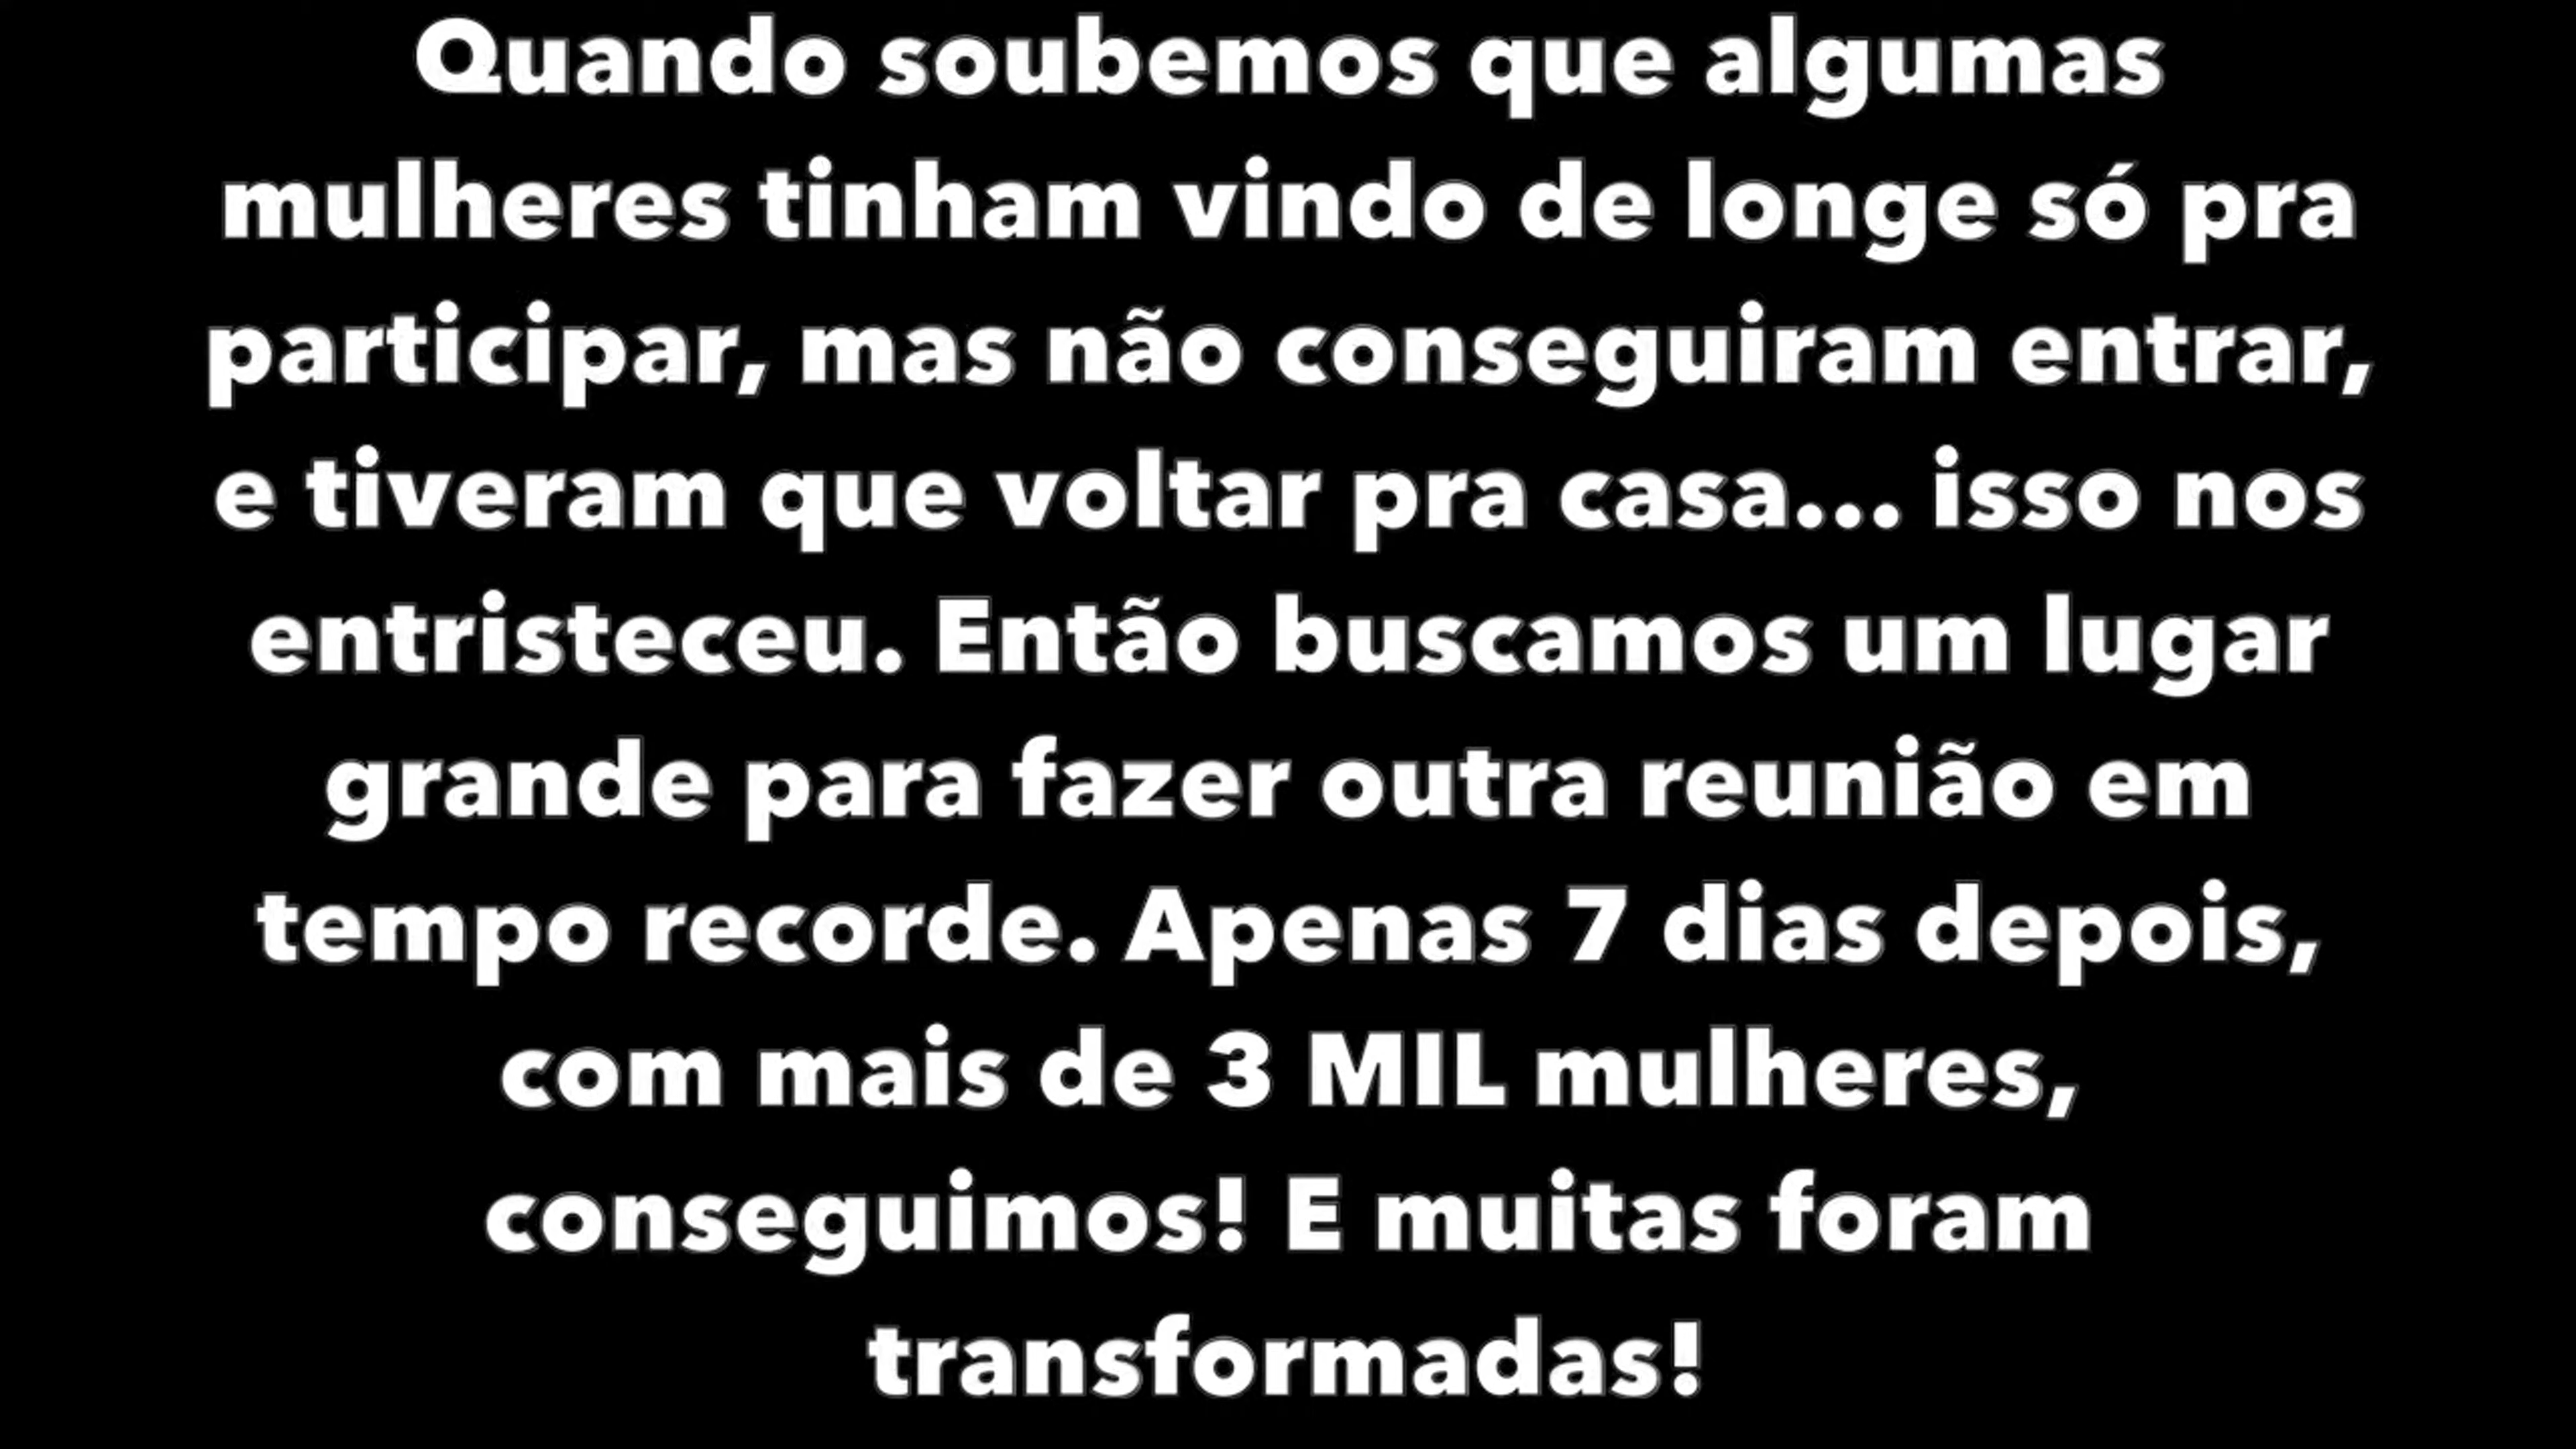 Quando soubemos que algumas
mulheres tinham vindo de longe só pra
participar, mas não conseguiram entrar,
e tiveram que voltar pra casa... isso nos
entristeceu. Então buscamos um lugar
grande para fazer outra reunião em
tempo recorde. Apenas 7 dias depois,
com mais de 3 MIL mulheres,
conseguimos! E muitas foram
transformadas!